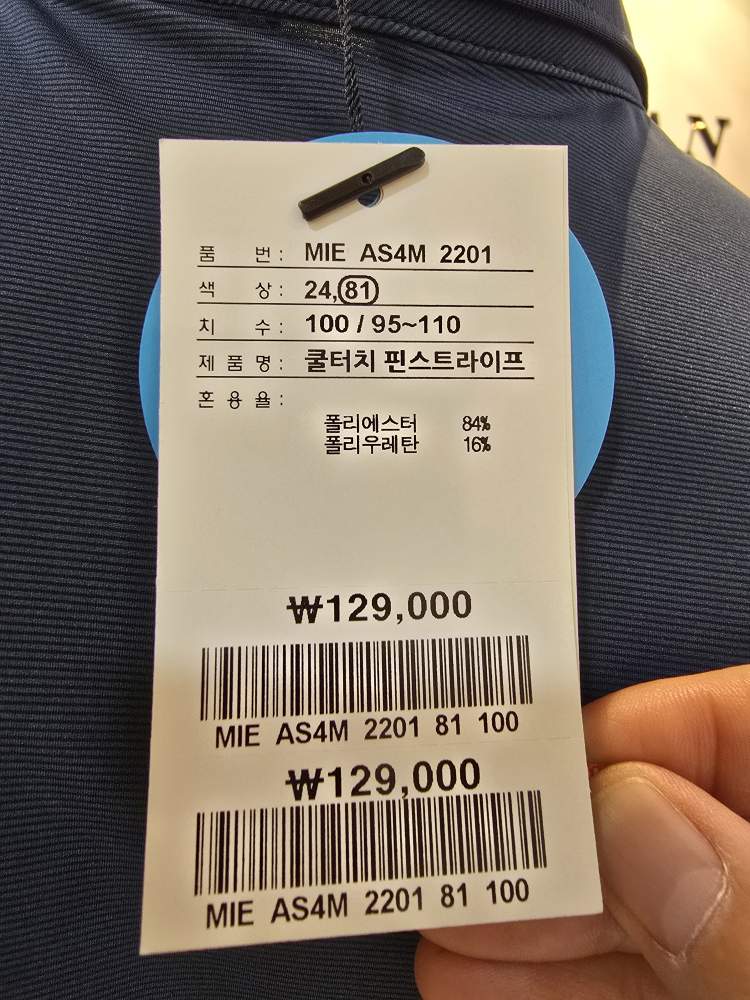 AN
품 번 : MIE AS4M 2201
색 상 : 24,81
치 수 : 100 / 95~110
제 품 명 : 쿨터치 핀스트라이프
혼 용 율 :
폴리에스터 84%
폴리우레탄 16%
₩129,000
MIE AS4M 2201 81 100
₩129,000
MIE AS4M 2201 81 100